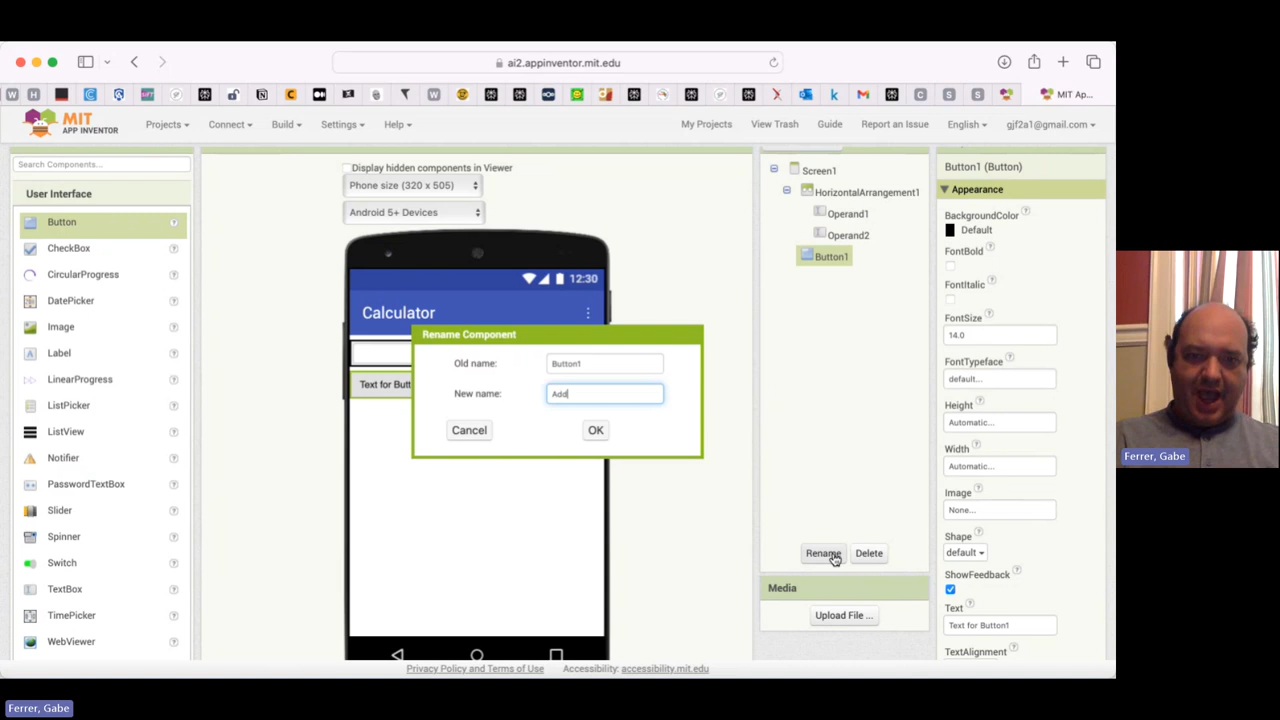 ai2.appinventor.mit.edu
W
H
MIT Ap...
MIT
APP INVENTOR
Projects
Connect
Build
Settings
Help
My Projects
View Trash
Guide
Report an Issue
English
gjf2a1@gmail.com
Search Components...
User Interface
Button
CheckBox
CircularProgress
DatePicker
Image
Label
LinearProgress
ListPicker
ListView
Notifier
PasswordTextBox
Slider
Spinner
Switch
TextBox
TimePicker
WebViewer
Display hidden components in Viewer
Phone size (320 x 505)
Android 5+ Devices
12:30
Calculator
Text for Butt
Rename Component
Old name:
Button1
New name:
Add
Cancel
OK
Screen1
HorizontalArrangement1
Operand1
Operand2
Button1
Rename
Delete
Media
Upload File ...
Button1 (Button)
Appearance
BackgroundColor
Default
FontBold
FontItalic
FontSize
14.0
FontTypeface
default...
Height
Automatic...
Width
Automatic...
Image
None...
Shape
default
ShowFeedback
Text
Text for Button1
TextAlignment
Privacy Policy and Terms of Use
Accessibility: accessibility.mit.edu
Ferrer, Gabe
Ferrer, Gabe